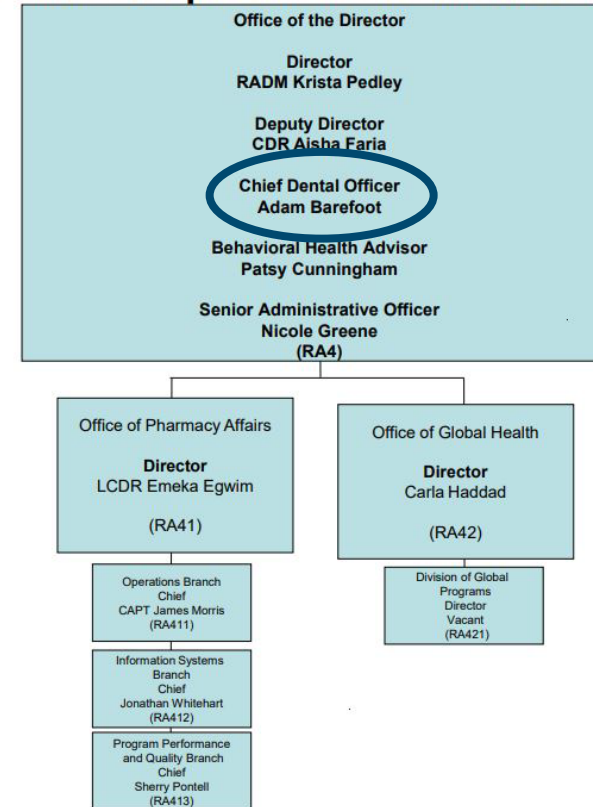 Office of the Director
Director
RADM Krista Pedley
Deputy Director
CDR Aisha Faria
Chief Dental Officer
Adam Barefoot
Behavioral Health Advisor
Patsy Cunningham
Senior Administrative Officer
Nicole Greene
(RA4)
Office of Pharmacy Affairs
Director
LCDR Emeka Egwim
(RA41)
Operations Branch
Chief
CAPT James Morris
(RA411)
Information Systems
Branch
Chief
Jonathan Whitehart
(RA412)
Program Performance
and Quality Branch
Chief
Sherry Pontell
(RA413)
Office of Global Health
Director
Carla Haddad
(RA42)
Division of Global
Programs
Director
Vacant
(RA421)